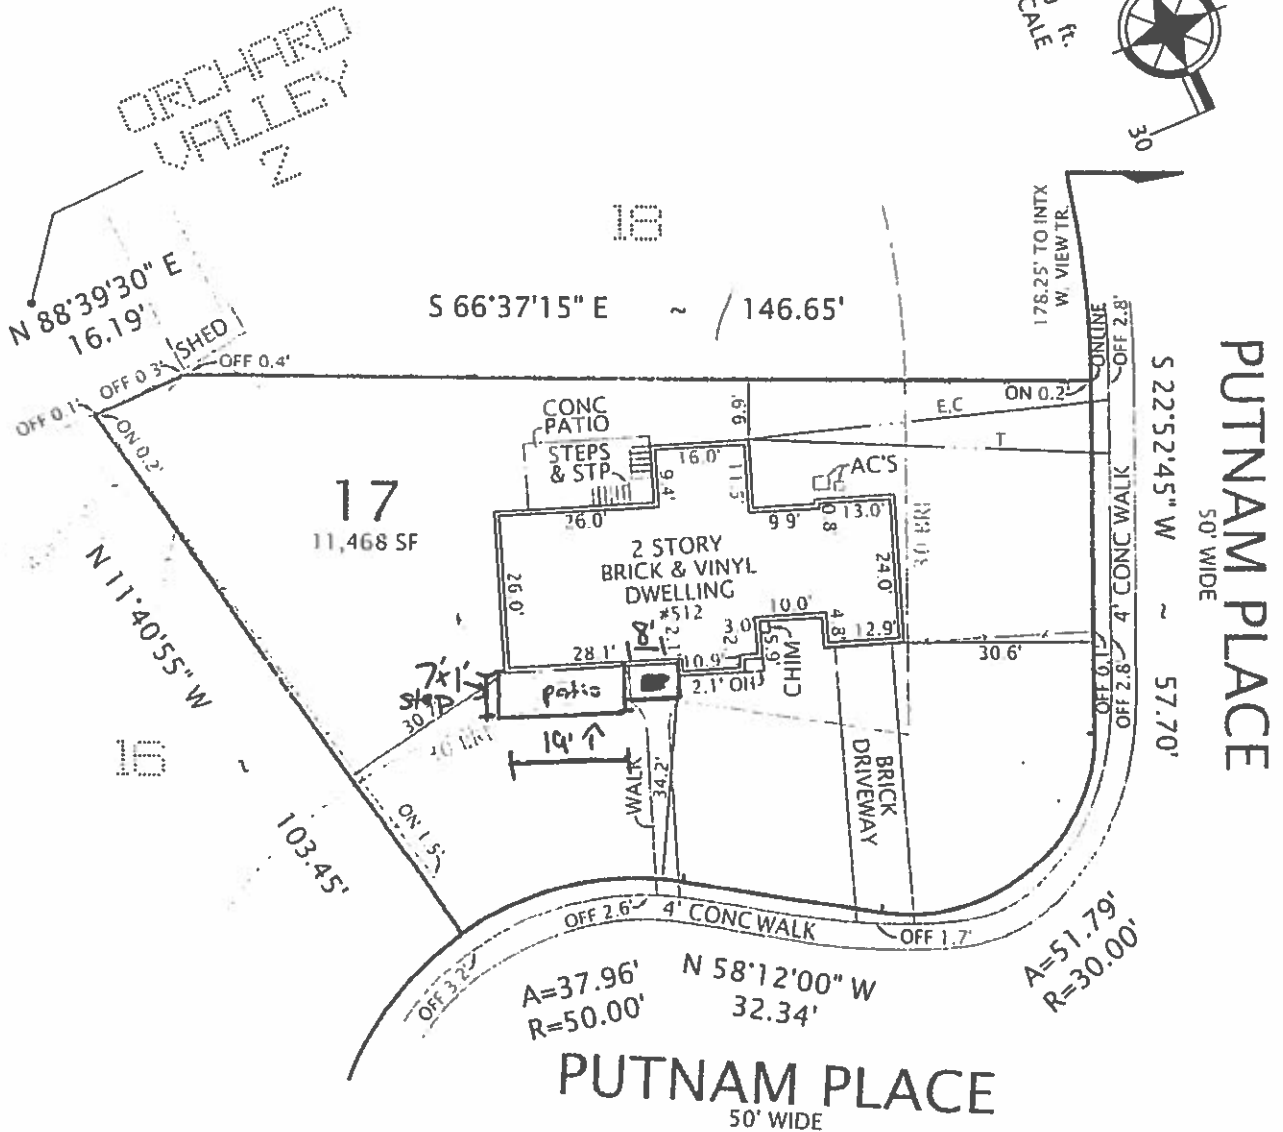 ft.
SCALE
30
ORCHARD
VALLEY
2
18
178.25' TO INTX
W. VIEW TR.
N 88°39'30" E
16.19'
S 66°37'15" E ~ 146.65'
SHED
OFF 0.3'
OFF 0.4'
OFF 0.1'
ON 0.2'
ON 0.2'
ONLINE
OFF 2.8'
PUTNAM PLACE
50' WIDE
S 22°52'45" W ~ 57.70'
4' CONC WALK
CONC
PATIO
STEPS
& STP
9.9'
E.C
T
16.0'
9.4'
11.5'
AC'S
17
11,468 SF
26.0'
9.9'
0.8
13.0'
2 STORY
BRICK & VINYL
DWELLING
#512
26.0'
24.0'
10.0'
4.8'
12.9'
3.0
5.9'
CHIM
8'
28.1'
10.9'
2.1' OH
30.6'
N 11°40'55" W ~ 103.45'
7'x1'
step
patio
19'
16
WALK
34.2'
BRICK
DRIVEWAY
ON 1.5'
OFF 2.8'
OFF 2.6'
4' CONC WALK
OFF 1.7'
OFF 3.2'
A=37.96'
R=50.00'
N 58°12'00" W
32.34'
A=51.79'
R=30.00'
PUTNAM PLACE
50' WIDE